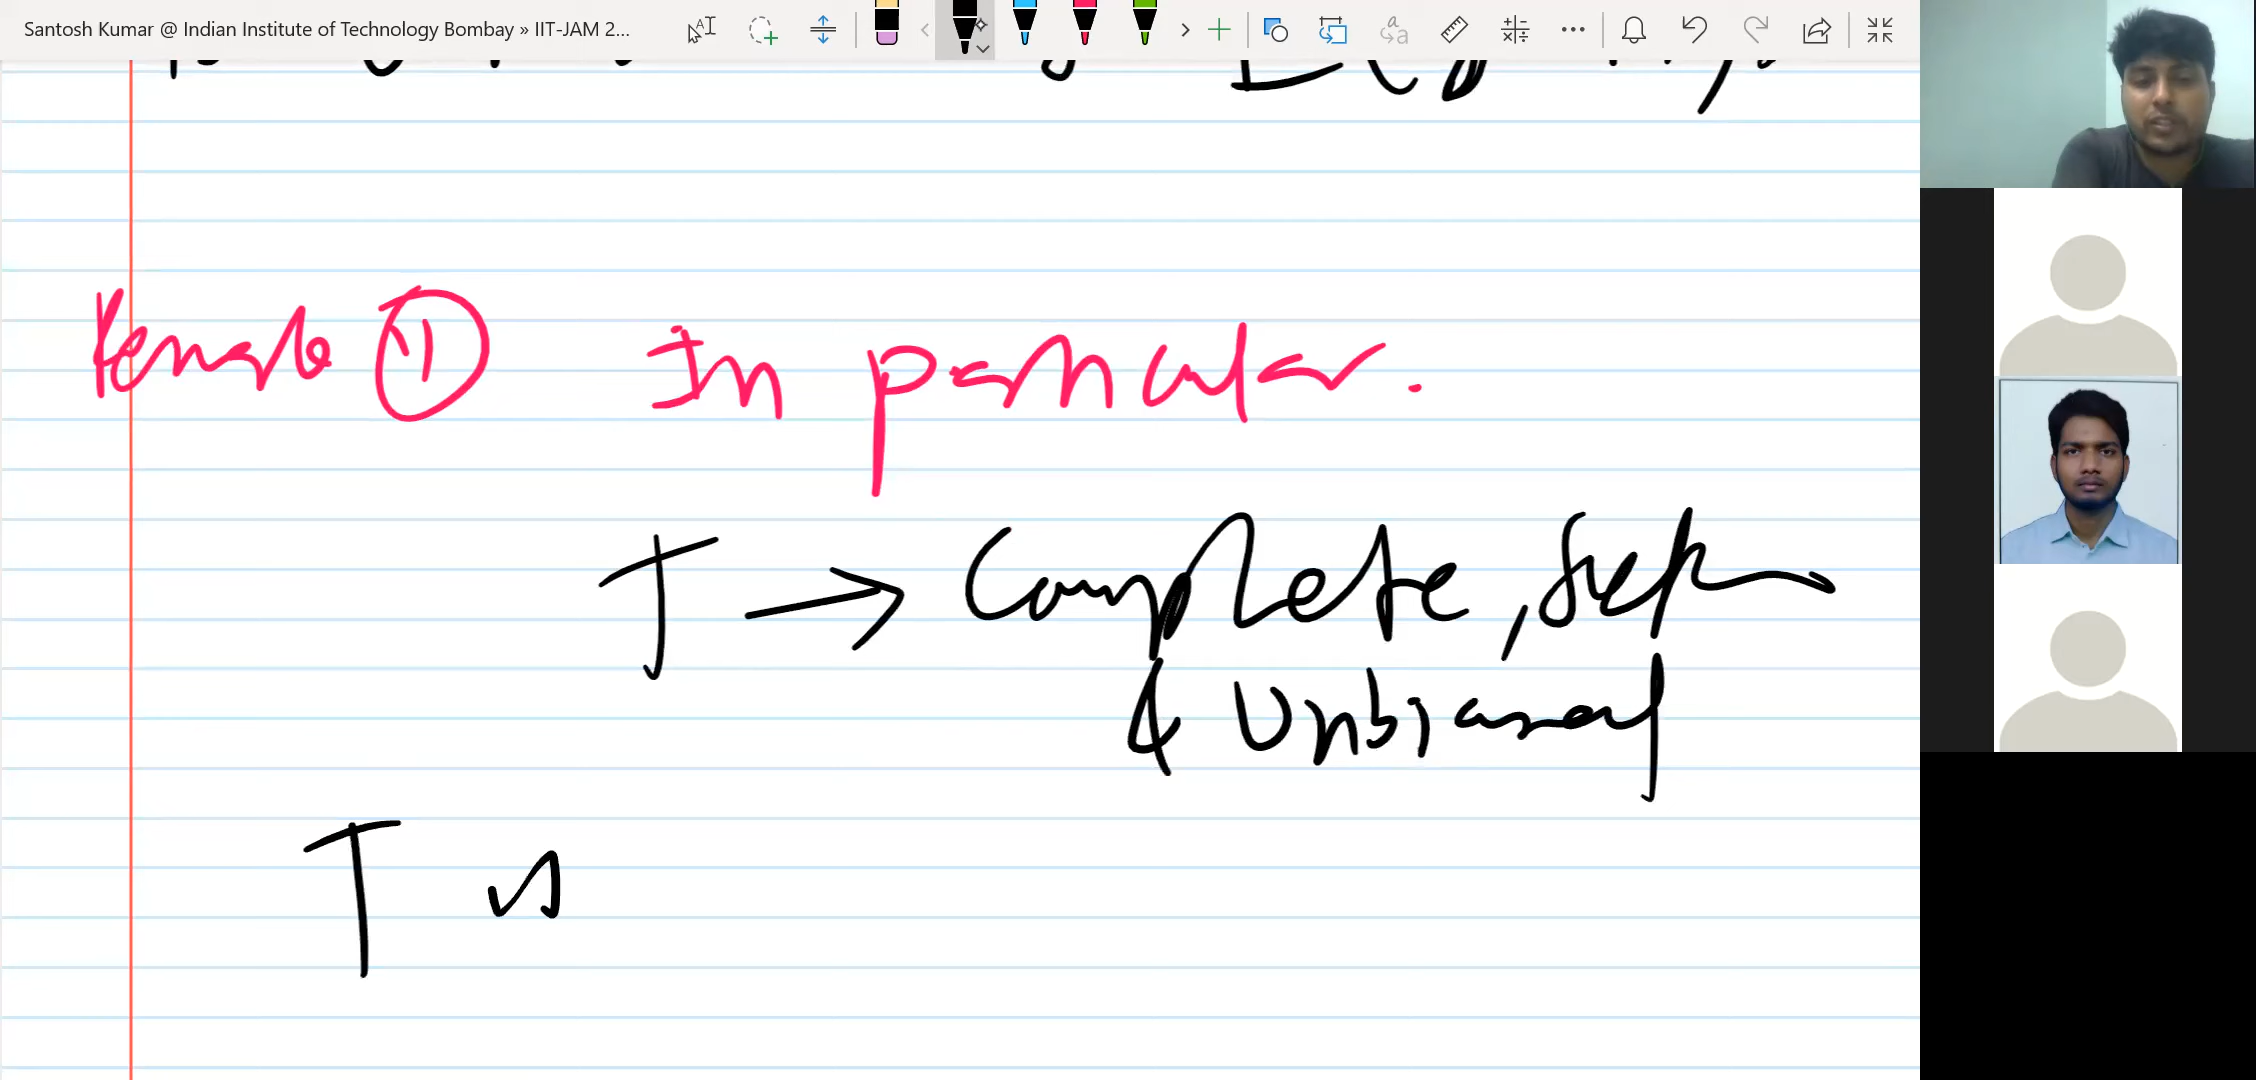 Santosh Kumar @ Indian Institute of Technology Bombay » IIT-JAM 2...
Remark ① In particular.
T → Complete, Suff
& Unbiased
T is